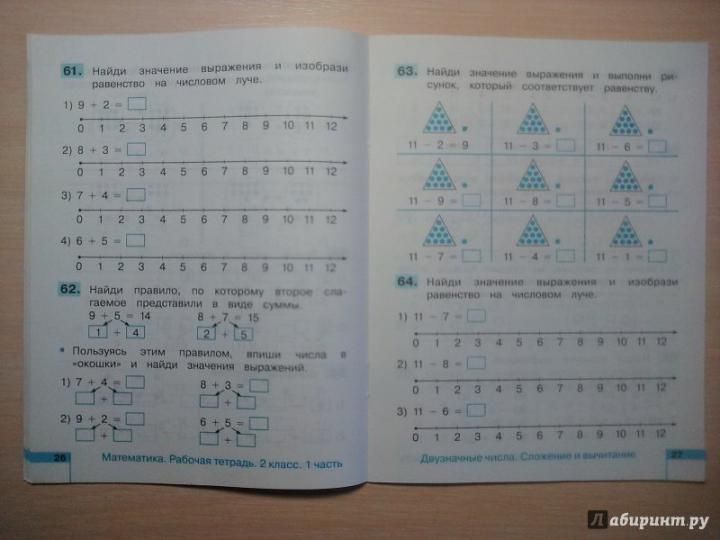 61. Найди значение выражения и изобрази
равенство на числовом луче.
1) 9 + 2 =
0 1 2 3 4 5 6 7 8 9 10 11 12
2) 8 + 3 =
0 1 2 3 4 5 6 7 8 9 10 11 12
3) 7 + 4 =
0 1 2 3 4 5 6 7 8 9 10 11 12
4) 6 + 5 =
0 1 2 3 4 5 6 7 8 9 10 11 12
62. Найди правило, по которому второе сла-
гаемое представили в виде суммы.
9 + 5 = 14 8 + 7 = 15
1 + 4 2 + 5
• Пользуясь этим правилом, впиши числа в
«окошки» и найди значения выражений.
1) 7 + 4 = 8 + 3 =
+ +
2) 9 + 2 = 6 + 5 =
+ +
26 Математика. Рабочая тетрадь. 2 класс. 1 часть
63. Найди значение выражения и выполни ри-
сунок, который соответствует равенству.
11 − 2 = 9 11 − 3 = 11 − 6 =
11 − 9 = 11 − 8 = 11 − 5 =
11 − 7 = 11 − 4 = 11 − 1 =
64. Найди значение выражения и изобрази
равенство на числовом луче.
1) 11 − 7 =
0 1 2 3 4 5 6 7 8 9 10 11 12
2) 11 − 8 =
0 1 2 3 4 5 6 7 8 9 10 11 12
3) 11 − 6 =
0 1 2 3 4 5 6 7 8 9 10 11 12
Двузначные числа. Сложение и вычитание 27
Лабиринт.ру